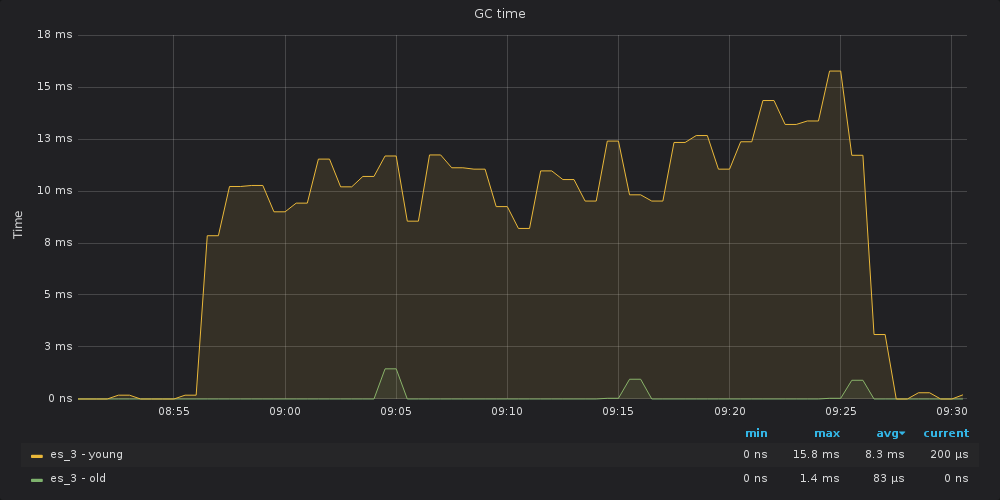 GC time
18 ms
15 ms
13 ms
10 ms
8 ms
5 ms
3 ms
0 ns
Time
08:55 09:00 09:05 09:10 09:15 09:20 09:25 09:30
min max avg current
es_3 - young 0 ns 15.8 ms 8.3 ms 200 µs
es_3 - old 0 ns 1.4 ms 83 µs 0 ns